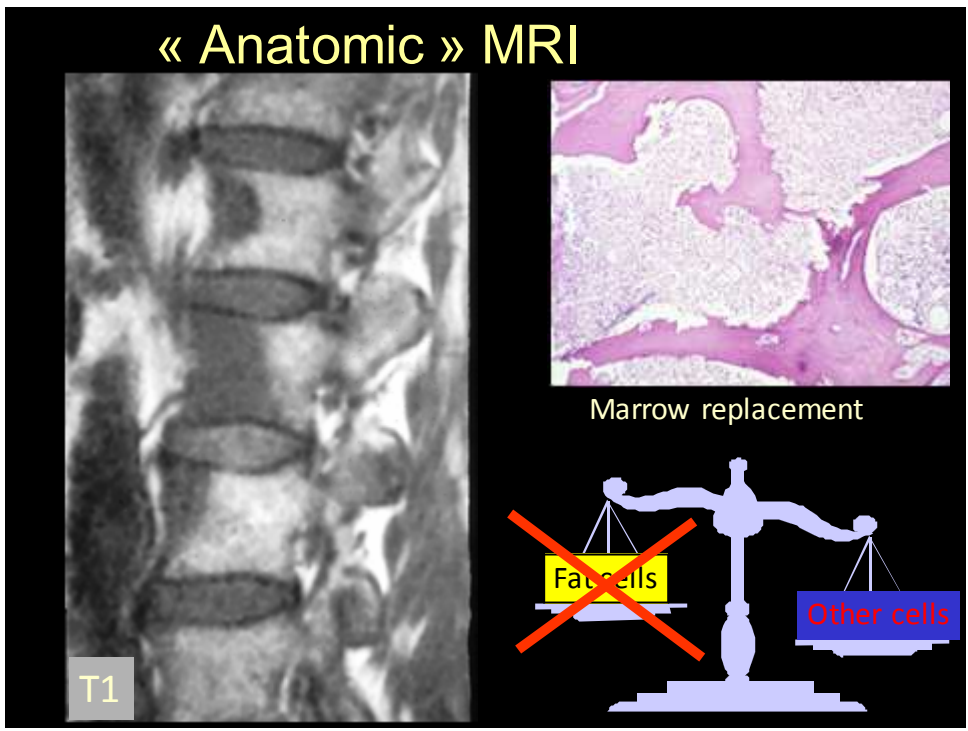 « Anatomic » MRI
Marrow replacement
Fat cells
Other cells
T1